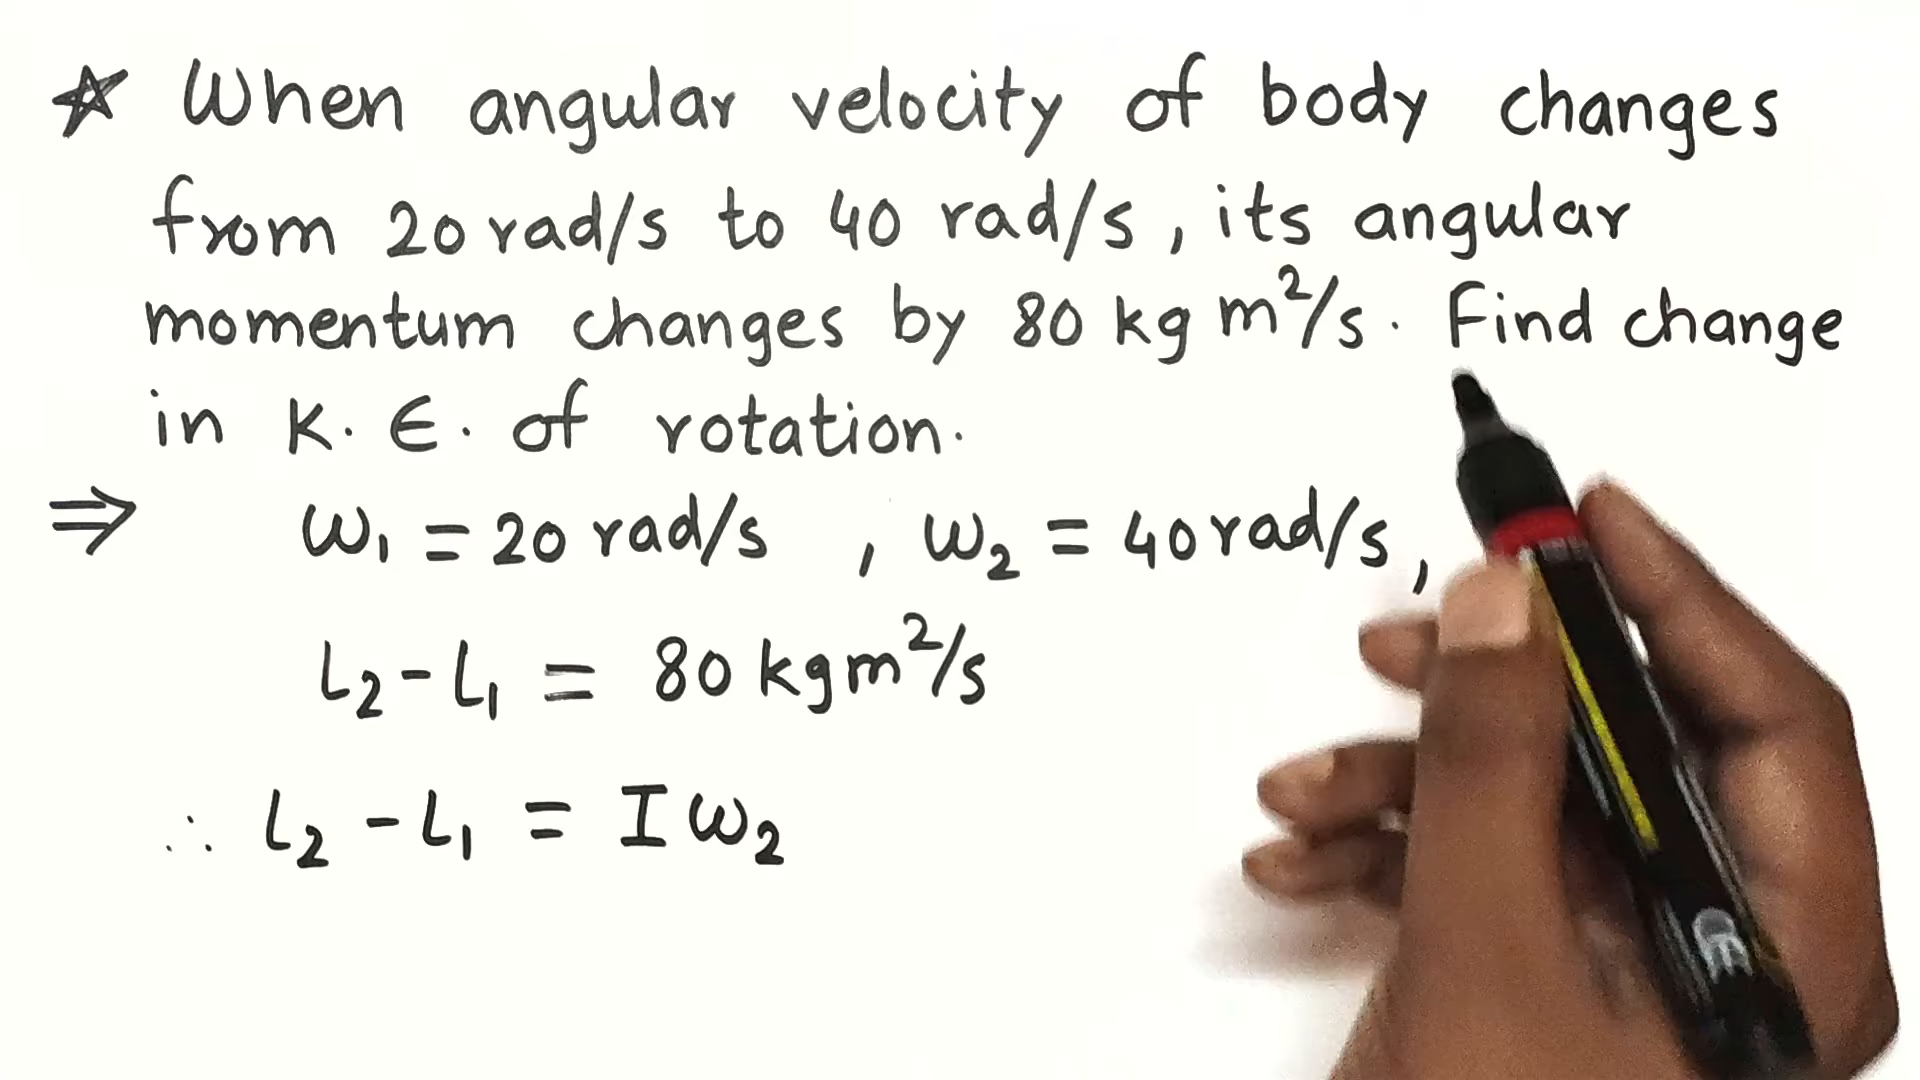 ☆ When angular velocity of body changes
from 20 rad/s to 40 rad/s, its angular
momentum changes by 80 kg m²/s. Find change
in K. E. of rotation.
⇒ ω₁ = 20 rad/s , ω₂ = 40 rad/s,
L₂ - L₁ = 80 kgm²/s
∴ L₂ - L₁ = I ω₂